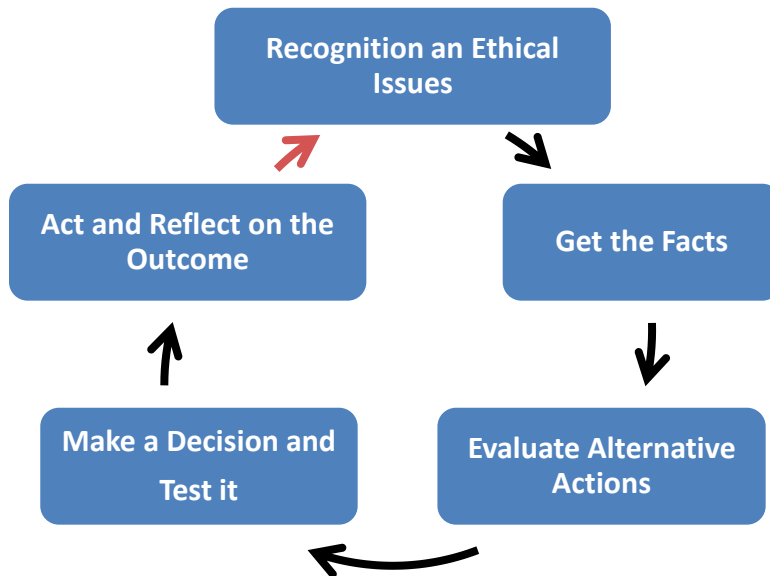 Recognition an Ethical
Issues
Get the Facts
Evaluate Alternative
Actions
Make a Decision and
Test it
Act and Reflect on the
Outcome